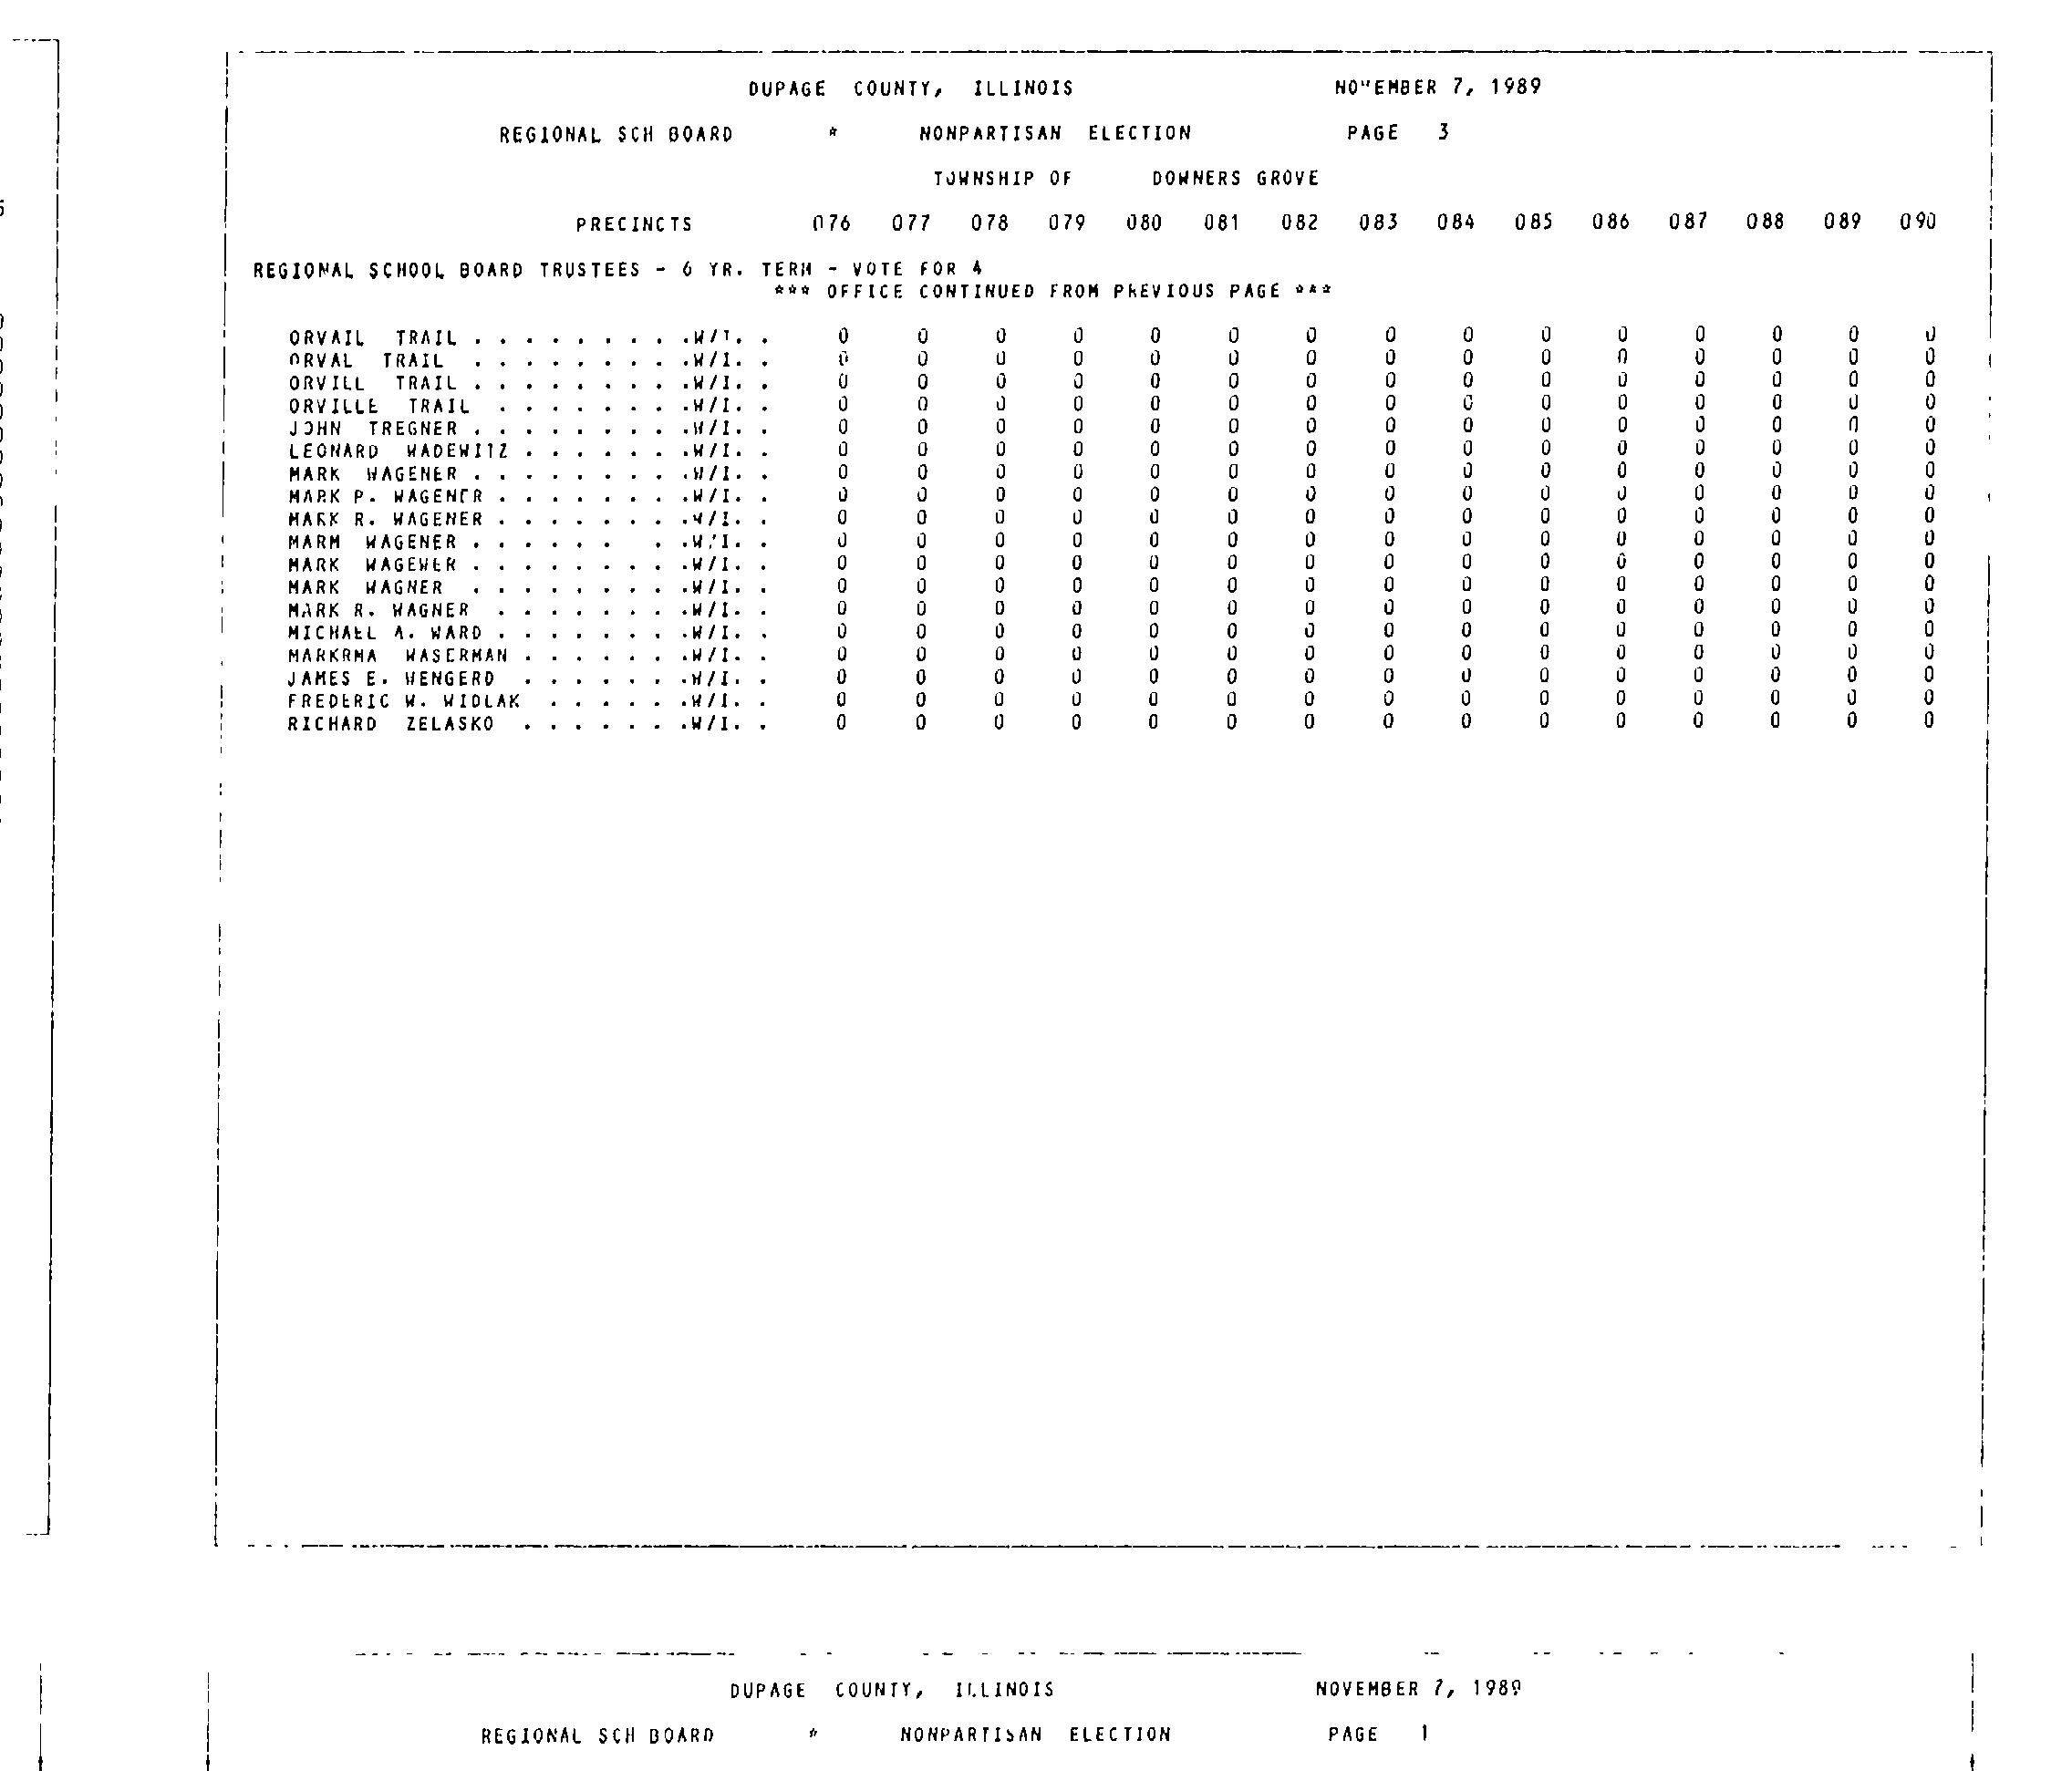 DUPAGE COUNTY, ILLINOIS NOVEMBER 7, 1989
REGIONAL SCH BOARD * NONPARTISAN ELECTION PAGE 3
TOWNSHIP OF DOWNERS GROVE
PRECINCTS 076 077 078 079 080 081 082 083 084 085 086 087 088 089 090
REGIONAL SCHOOL BOARD TRUSTEES - 6 YR. TERM - VOTE FOR 4
*** OFFICE CONTINUED FROM PREVIOUS PAGE ***
ORVAIL TRAIL . . . . . . . . .W/I. . 0 0 0 0 0 0 0 0 0 0 0 0 0 0 0
ORVAL TRAIL . . . . . . . . .W/I. . 0 0 0 0 0 0 0 0 0 0 0 0 0 0 0
ORVILL TRAIL . . . . . . . . .W/I. . 0 0 0 0 0 0 0 0 0 0 0 0 0 0 0
ORVILLE TRAIL . . . . . . . .W/I. . 0 0 0 0 0 0 0 0 0 0 0 0 0 0 0
JOHN TREGNER . . . . . . . . .W/I. . 0 0 0 0 0 0 0 0 0 0 0 0 0 0 0
LEONARD WADEWITZ . . . . . . .W/I. . 0 0 0 0 0 0 0 0 0 0 0 0 0 0 0
MARK WAGENER . . . . . . . . .W/I. . 0 0 0 0 0 0 0 0 0 0 0 0 0 0 0
MARK P. WAGENER . . . . . . . .W/I. . 0 0 0 0 0 0 0 0 0 0 0 0 0 0 0
MARK R. WAGENER . . . . . . . .W/I. . 0 0 0 0 0 0 0 0 0 0 0 0 0 0 0
MARM WAGENER . . . . . . . . .W/I. . 0 0 0 0 0 0 0 0 0 0 0 0 0 0 0
MARK WAGEWER . . . . . . . . .W/I. . 0 0 0 0 0 0 0 0 0 0 0 0 0 0 0
MARK WAGNER . . . . . . . . .W/I. . 0 0 0 0 0 0 0 0 0 0 0 0 0 0 0
MARK R. WAGNER . . . . . . . .W/I. . 0 0 0 0 0 0 0 0 0 0 0 0 0 0 0
MICHAEL A. WARD . . . . . . . .W/I. . 0 0 0 0 0 0 0 0 0 0 0 0 0 0 0
MARKRMA WASERMAN . . . . . . .W/I. . 0 0 0 0 0 0 0 0 0 0 0 0 0 0 0
JAMES E. WENGERD . . . . . . .W/I. . 0 0 0 0 0 0 0 0 0 0 0 0 0 0 0
FREDERIC W. WIDLAK . . . . . .W/I. . 0 0 0 0 0 0 0 0 0 0 0 0 0 0 0
RICHARD ZELASKO . . . . . . .W/I. . 0 0 0 0 0 0 0 0 0 0 0 0 0 0 0
DUPAGE COUNTY, ILLINOIS NOVEMBER 7, 1989
REGIONAL SCH BOARD * NONPARTISAN ELECTION PAGE 1